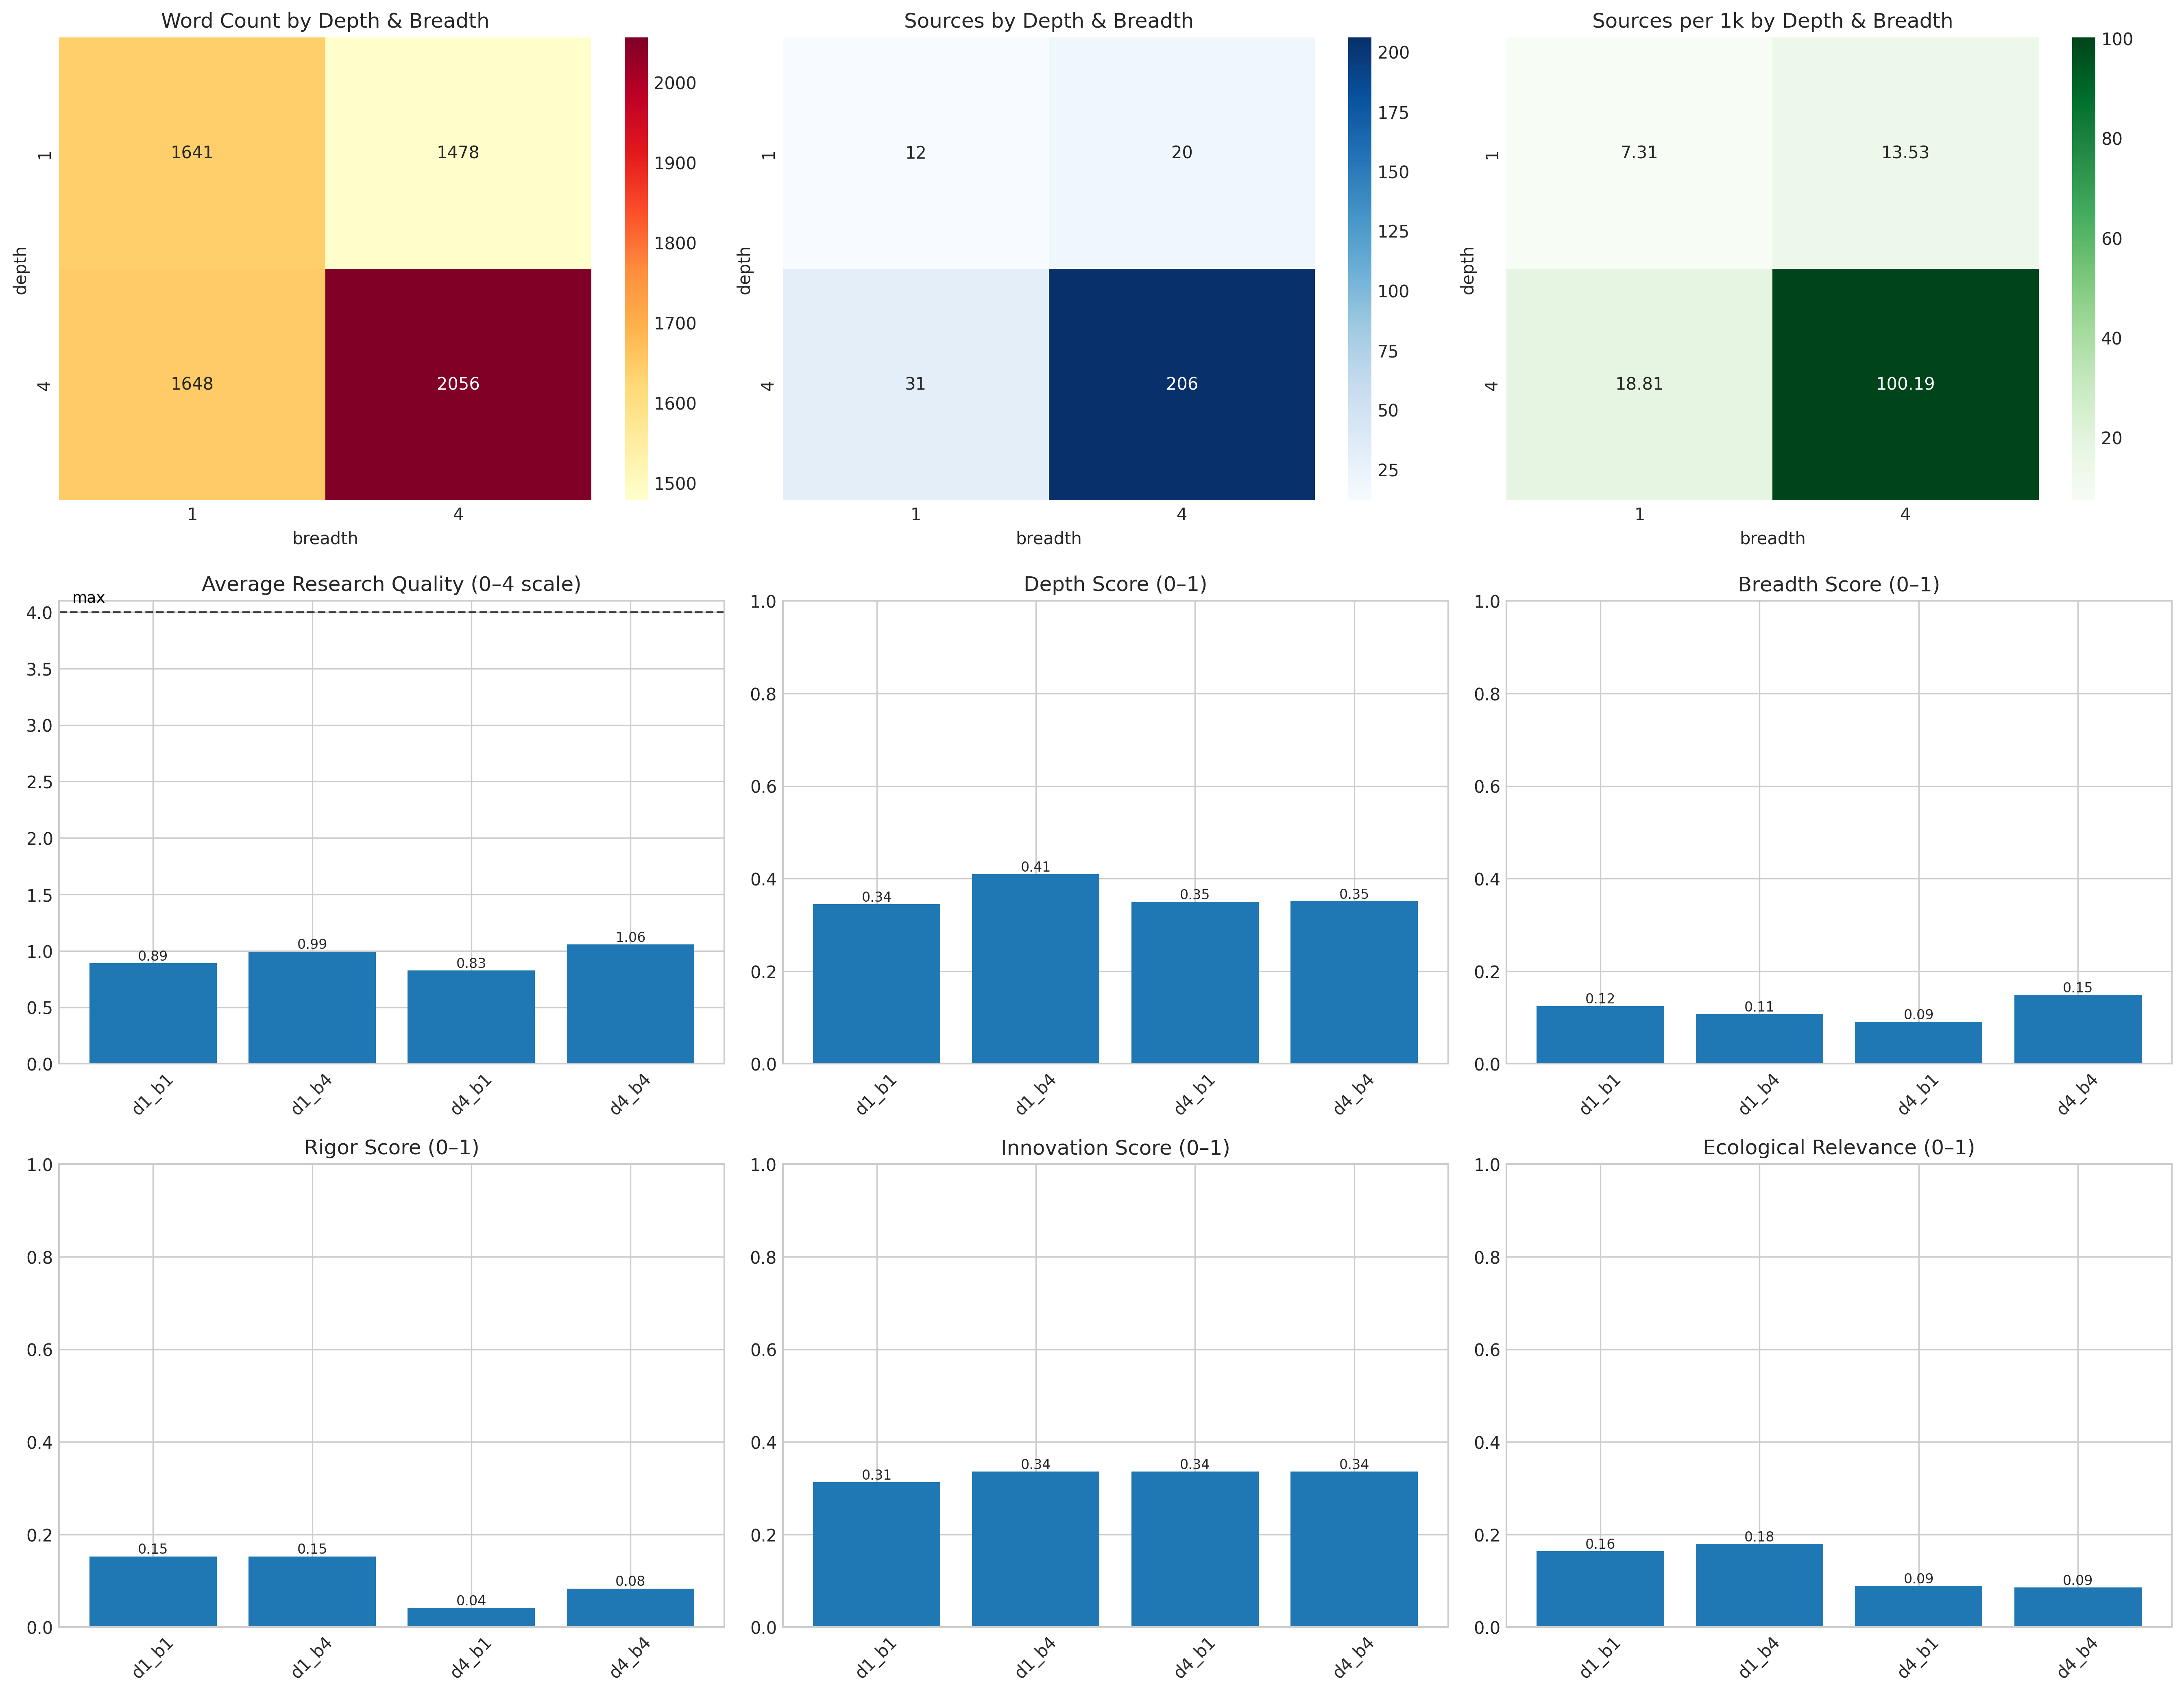 Word Count by Depth & Breadth
1641 1478
1648 2056
1
4
depth
1 4
breadth
2000
1900
1800
1700
1600
1500
Sources by Depth & Breadth
12 20
31 206
1
4
depth
1 4
breadth
200
175
150
125
100
75
50
25
Sources per 1k by Depth & Breadth
7.31 13.53
18.81 100.19
1
4
depth
1 4
breadth
100
80
60
40
20
Average Research Quality (0–4 scale)
max
4.0
3.5
3.0
2.5
2.0
1.5
1.0
0.5
0.0
0.89 0.99 0.83 1.06
d1_b1 d1_b4 d4_b1 d4_b4
Depth Score (0–1)
1.0
0.8
0.6
0.4
0.2
0.0
0.34 0.41 0.35 0.35
d1_b1 d1_b4 d4_b1 d4_b4
Breadth Score (0–1)
1.0
0.8
0.6
0.4
0.2
0.0
0.12 0.11 0.09 0.15
d1_b1 d1_b4 d4_b1 d4_b4
Rigor Score (0–1)
1.0
0.8
0.6
0.4
0.2
0.0
0.15 0.15 0.04 0.08
d1_b1 d1_b4 d4_b1 d4_b4
Innovation Score (0–1)
1.0
0.8
0.6
0.4
0.2
0.0
0.31 0.34 0.34 0.34
d1_b1 d1_b4 d4_b1 d4_b4
Ecological Relevance (0–1)
1.0
0.8
0.6
0.4
0.2
0.0
0.16 0.18 0.09 0.09
d1_b1 d1_b4 d4_b1 d4_b4